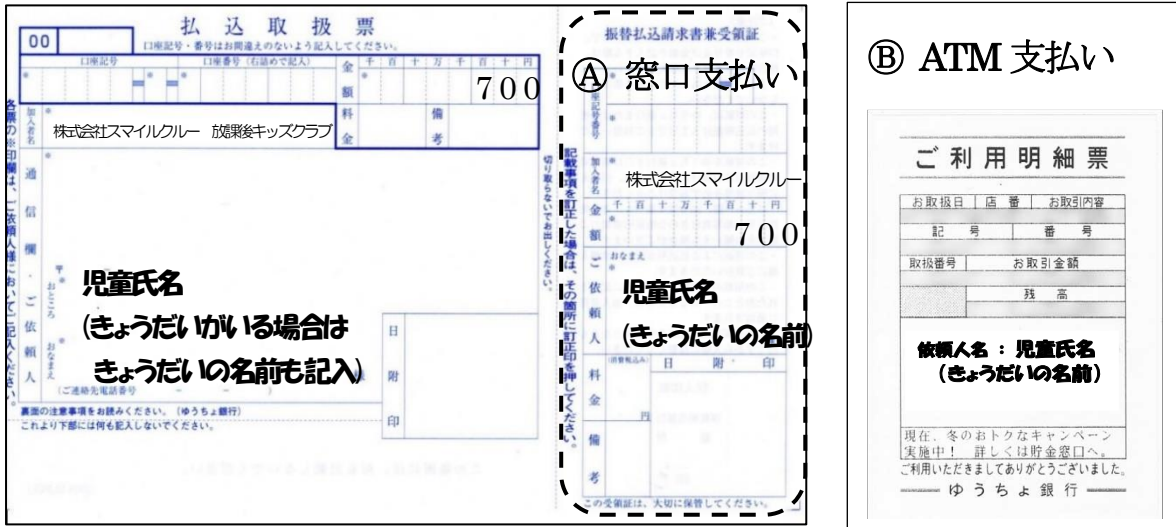 払込取扱票
00
口座記号・番号はお間違えのないよう記入してください。
口座記号 口座番号(右詰めで記入)
金額 千百十万千百十円
700
加入者名
株式会社スマイルクルー 放課後キッズクラブ
料金
備考
通信欄・ご依頼人
〒
おところ
おなまえ
児童氏名
(きょうだいがいる場合は
きょうだいの名前も記入)
様
(ご連絡先電話番号 - - )
日附印
裏面の注意事項をお読みください。(ゆうちょ銀行)
これより下部には何も記入しないでください。
各票の※印欄は、ご依頼人様においてご記入ください。
切り取らないでお出しください。
記載事項を訂正した場合は、その箇所に訂正印を押してください。
振替払込請求書兼受領証
Ⓐ 窓口支払い
口座記号番号
加入者名
株式会社スマイルクルー
金額 千百十万千百十円
700
ご依頼人
おなまえ
児童氏名
(きょうだいの名前)
(消費税込み)
料金
円
日附・印
備考
この受領証は、大切に保管してください。
Ⓑ ATM 支払い
ご利用明細票
お取扱日 店番 お取引内容
記号 番号
取扱番号 お取引金額
残高
依頼人名:児童氏名
(きょうだいの名前)
現在、冬のおトクなキャンペーン
実施中! 詳しくは貯金窓口へ。
ご利用いただきましてありがとうございました。
ゆうちょ銀行